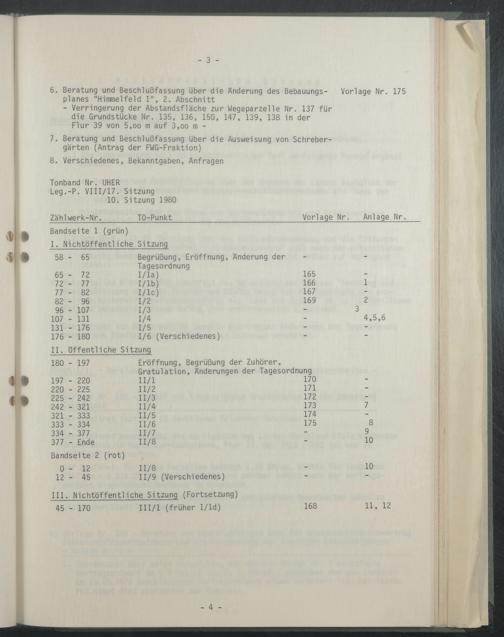 - 3 -
6. Beratung und Beschlußfassung über die Änderung des Bebauungs- Vorlage Nr. 175
planes "Himmelfeld I", 2. Abschnitt
- Verringerung der Abstandsfläche zur Wegeparzelle Nr. 137 für
die Grundstücke Nr. 135, 136, 150, 147, 139, 138 in der
Flur 39 von 5,oo m auf 3,oo m -
7. Beratung und Beschlußfassung über die Ausweisung von Schreber-
gärten (Antrag der FWG-Fraktion)
8. Verschiedenes, Bekanntgaben, Anfragen
Tonband Nr. UHER
Leg.-P. VIII/17. Sitzung
10. Sitzung 1980
Zählwerk-Nr. TO-Punkt Vorlage Nr. Anlage Nr.
Bandseite 1 (grün)
I. Nichtöffentliche Sitzung
58 - 65 Begrüßung, Eröffnung, Änderung der - -
Tagesordnung
65 - 72 I/1a) 165 -
72 - 77 I/1b) 166 1
77 - 82 I/1c) 167 -
82 - 96 I/2 169 2
96 - 107 I/3 - 3
107 - 131 I/4 - 4,5,6
131 - 176 I/5 - -
176 - 180 I/6 (Verschiedenes) - -
II. Öffentliche Sitzung
180 - 197 Eröffnung, Begrüßung der Zuhörer,
Gratulation, Änderungen der Tagesordnung
197 - 220 II/1 170 -
220 - 225 II/2 171 -
225 - 242 II/3 172 -
242 - 321 II/4 173 7
321 - 333 II/5 174 -
333 - 334 II/6 175 8
334 - 377 II/7 - 9
377 - Ende II/8 - 10
Bandseite 2 (rot)
0 - 12 II/8 - 10
12 - 45 II/9 (Verschiedenes) - -
III. Nichtöffentliche Sitzung (Fortsetzung)
45 - 170 III/1 (früher I/1d) 168 11, 12
- 4 -